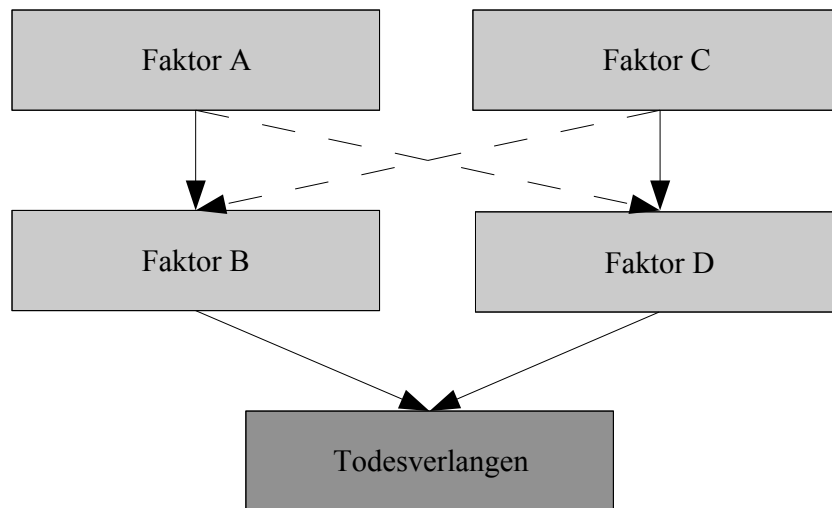 Faktor A
Faktor C
Faktor B
Faktor D
Todesverlangen